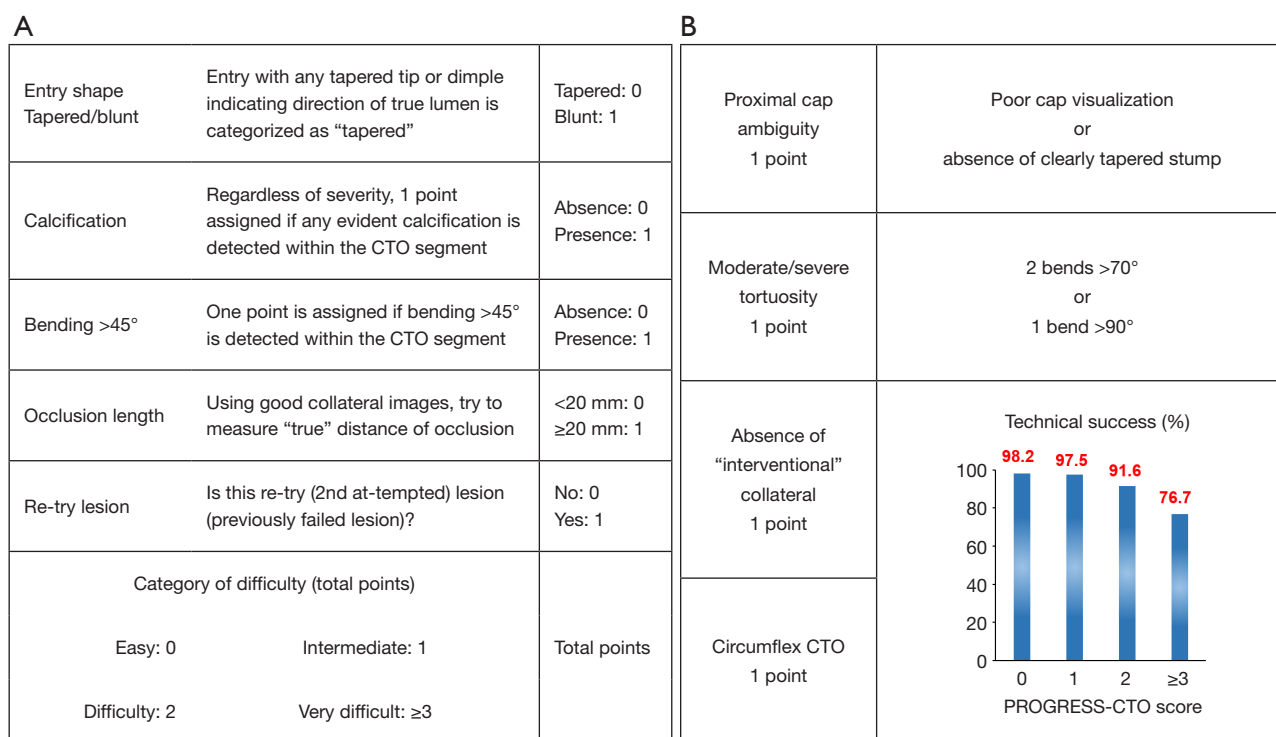 A
Entry shape
Tapered/blunt
Entry with any tapered tip or dimple
indicating direction of true lumen is
categorized as “tapered”
Tapered: 0
Blunt: 1
Calcification
Regardless of severity, 1 point
assigned if any evident calcification is
detected within the CTO segment
Absence: 0
Presence: 1
Bending >45°
One point is assigned if bending >45°
is detected within the CTO segment
Absence: 0
Presence: 1
Occlusion length
Using good collateral images, try to
measure “true” distance of occlusion
<20 mm: 0
≥20 mm: 1
Re-try lesion
Is this re-try (2nd at-tempted) lesion
(previously failed lesion)?
No: 0
Yes: 1
Category of difficulty (total points)
Easy: 0
Intermediate: 1
Difficulty: 2
Very difficult: ≥3
Total points
B
Proximal cap
ambiguity
1 point
Poor cap visualization
or
absence of clearly tapered stump
Moderate/severe
tortuosity
1 point
2 bends >70°
or
1 bend >90°
Absence of
“interventional”
collateral
1 point
Circumflex CTO
1 point
Technical success (%)
98.2
97.5
91.6
76.7
100
80
60
40
20
0
0
1
2
≥3
PROGRESS-CTO score